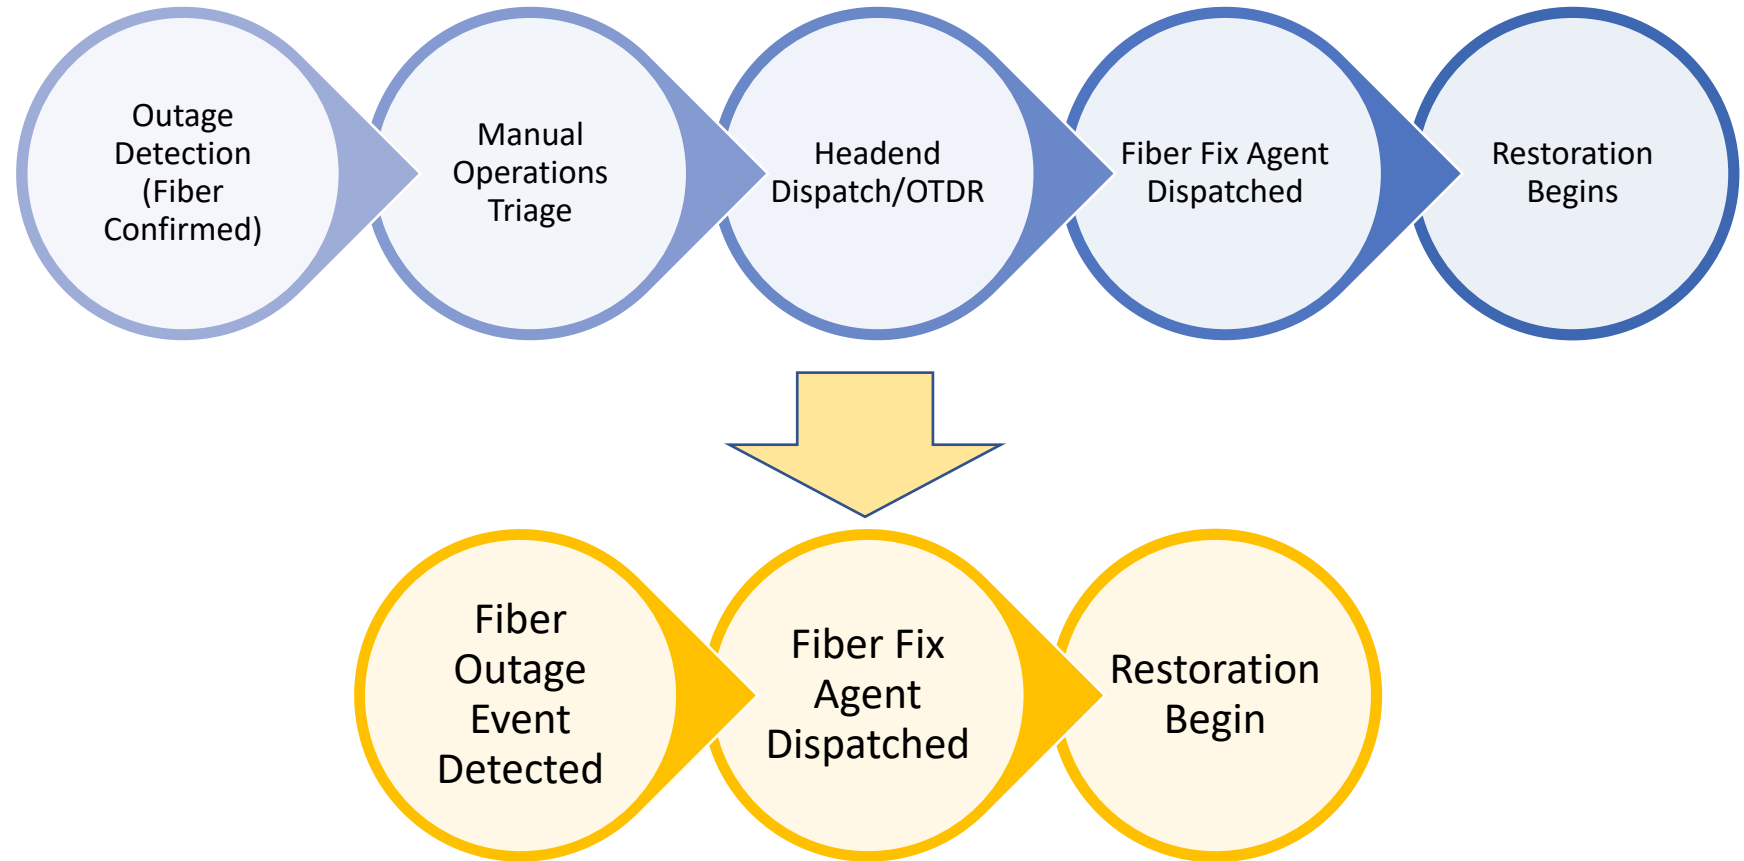 Outage
Detection
(Fiber
Confirmed)
Manual
Operations
Triage
Headend
Dispatch/OTDR
Fiber Fix Agent
Dispatched
Restoration
Begins
Fiber
Outage
Event
Detected
Fiber Fix
Agent
Dispatched
Restoration
Begin